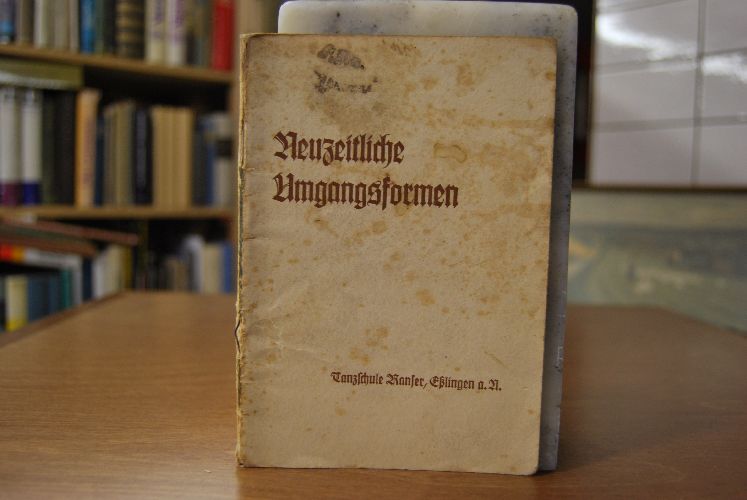 Neuzeitliche
Umgangsformen
Tanzschule Ranser, Eßlingen a. N.